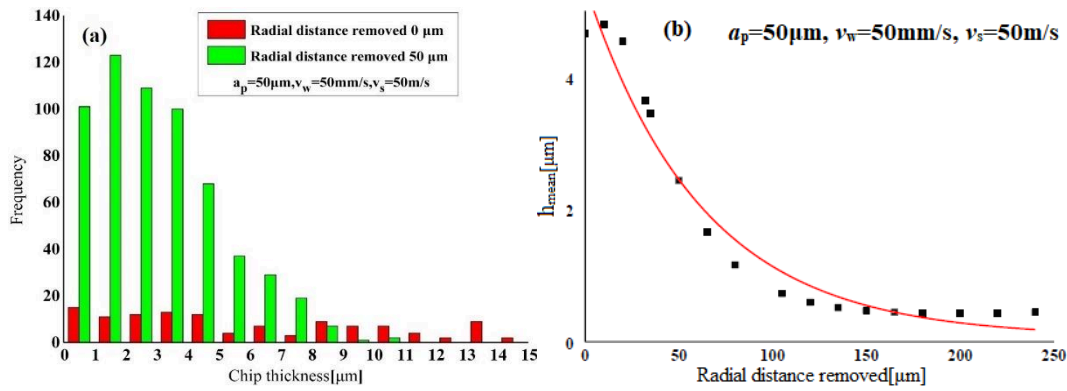 (a)
Radial distance removed 0 μm
Radial distance removed 50 μm
ap=50μm,vw=50mm/s,vs=50m/s
Frequency
140
120
100
80
60
40
20
0
0 1 2 3 4 5 6 7 8 9 10 11 12 13 14 15
Chip thickness[μm]
(b) ap=50μm, vw=50mm/s, vs=50m/s
hmean[μm]
4
2
0
0 50 100 150 200 250
Radial distance removed[μm]